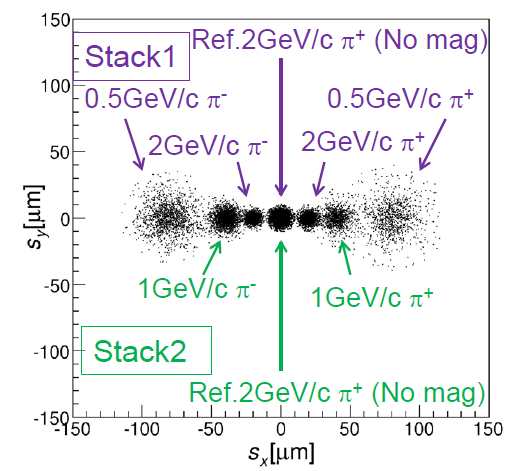 150
Ref.2GeV/c π⁺ (No mag)
Stack1
100
0.5GeV/c π⁻
0.5GeV/c π⁺
2GeV/c π⁻
2GeV/c π⁺
50
sy[μm]
0
-50
1GeV/c π⁻
1GeV/c π⁺
Stack2
-100
Ref.2GeV/c π⁺ (No mag)
-150
-150 -100 -50 0 50 100 150
sx[μm]